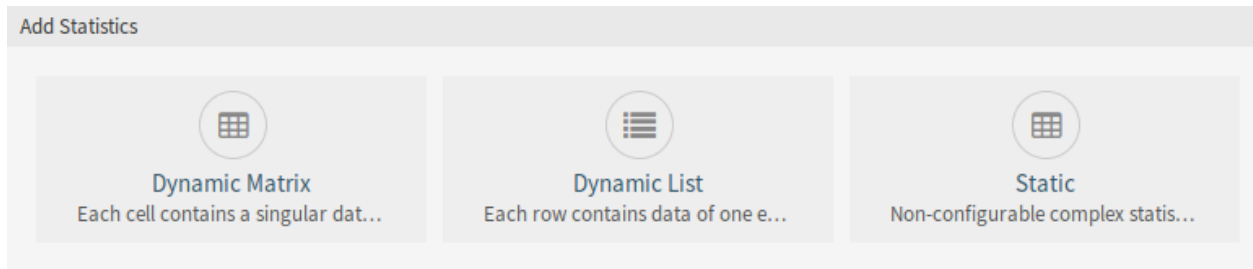 Add Statistics
Dynamic Matrix
Each cell contains a singular dat…
Dynamic List
Each row contains data of one e…
Static
Non-configurable complex statis…